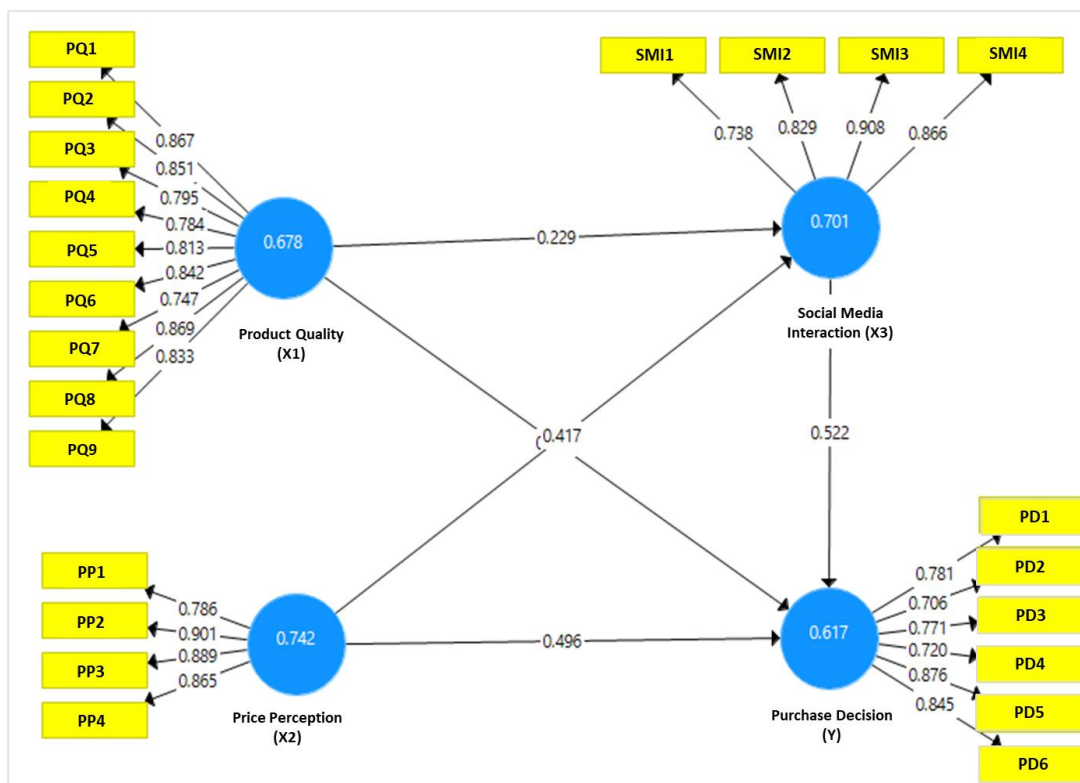 PQ1
PQ2
PQ3
PQ4
PQ5
PQ6
PQ7
PQ8
PQ9
0.867
0.851
0.795
0.784
0.813
0.842
0.747
0.869
0.833
0.678
Product Quality
(X1)
SMI1
SMI2
SMI3
SMI4
0.738
0.829
0.908
0.866
0.701
Social Media
Interaction (X3)
0.229
0.417
0.522
PP1
PP2
PP3
PP4
0.786
0.901
0.889
0.865
0.742
Price Perception
(X2)
0.496
0.617
Purchase Decision
(Y)
0.781
0.706
0.771
0.720
0.876
0.845
PD1
PD2
PD3
PD4
PD5
PD6